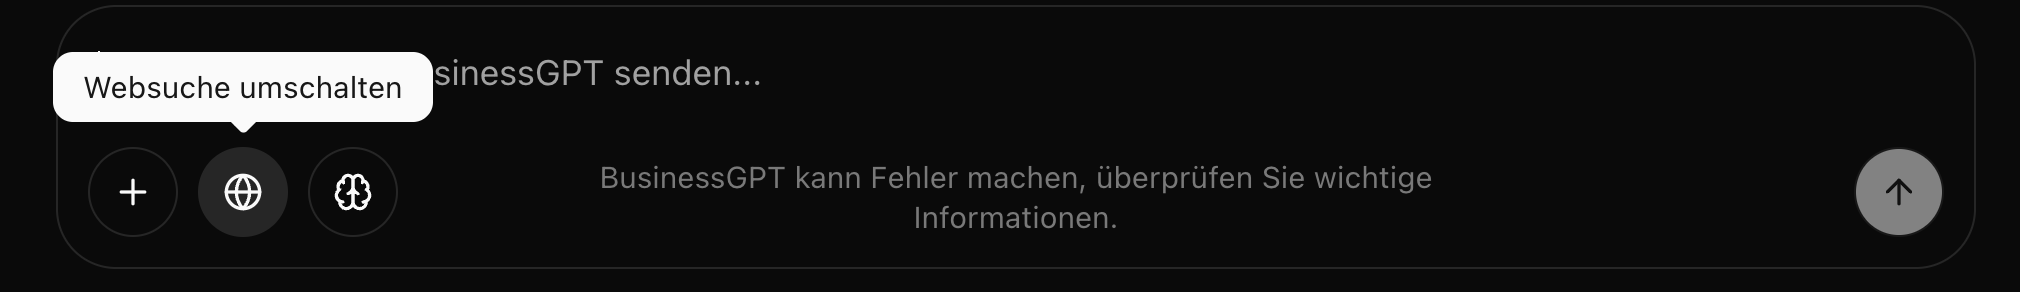 Websuche umschalten
sinessGPT senden...
BusinessGPT kann Fehler machen, überprüfen Sie wichtige
Informationen.